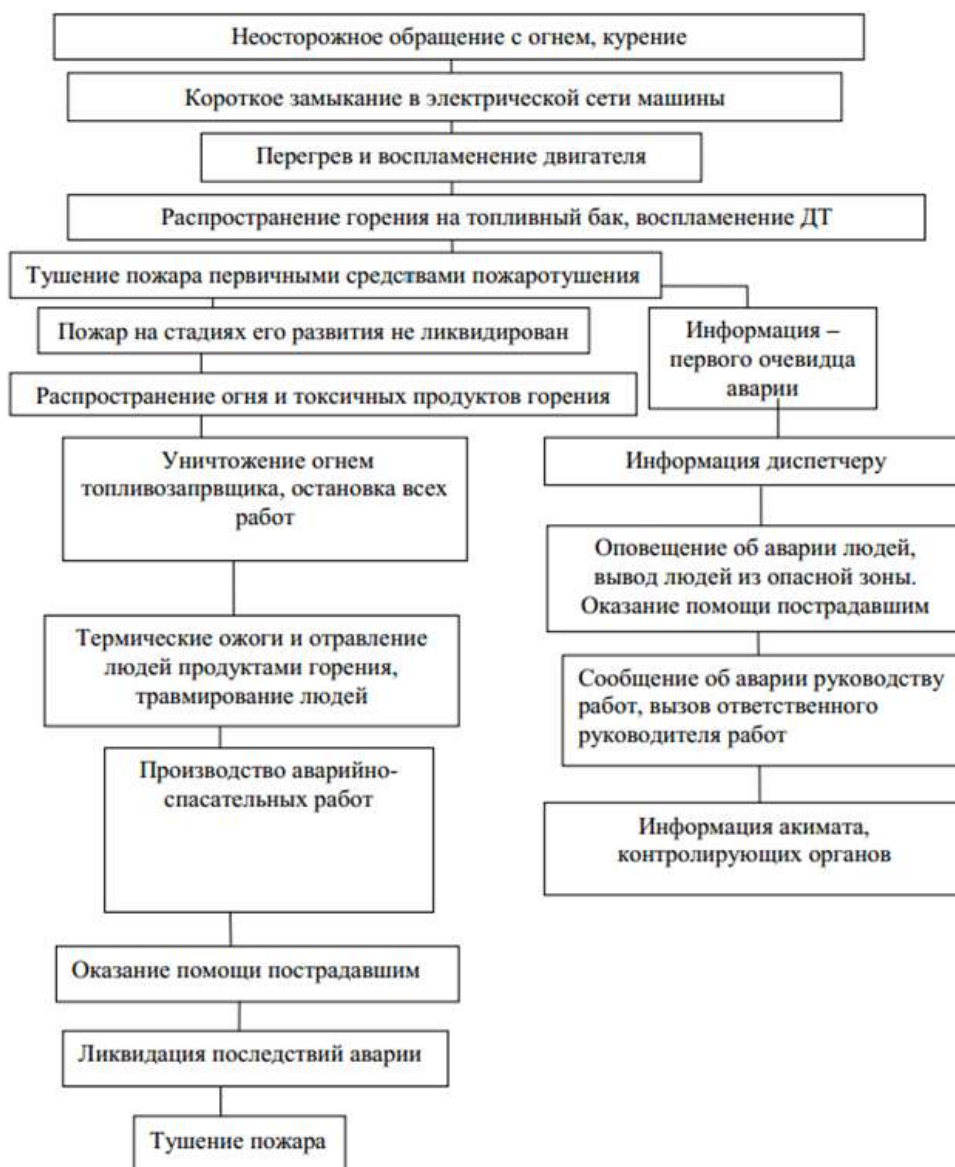 Неосторожное обращение с огнем, курение
Короткое замыкание в электрической сети машины
Перегрев и воспламенение двигателя
Распространение горения на топливный бак, воспламенение ДТ
Тушение пожара первичными средствами пожаротушения
Пожар на стадиях его развития не ликвидирован
Распространение огня и токсичных продуктов горения
Уничтожение огнем
топливозапрвщика, остановка всех
работ
Термические ожоги и отравление
людей продуктами горения,
травмирование людей
Производство аварийно-
спасательных работ
Оказание помощи пострадавшим
Ликвидация последствий аварии
Тушение пожара
Информация –
первого очевидца
аварии
Информация диспетчеру
Оповещение об аварии людей,
вывод людей из опасной зоны.
Оказание помощи пострадавшим
Сообщение об аварии руководству
работ, вызов ответственного
руководителя работ
Информация акимата,
контролирующих органов